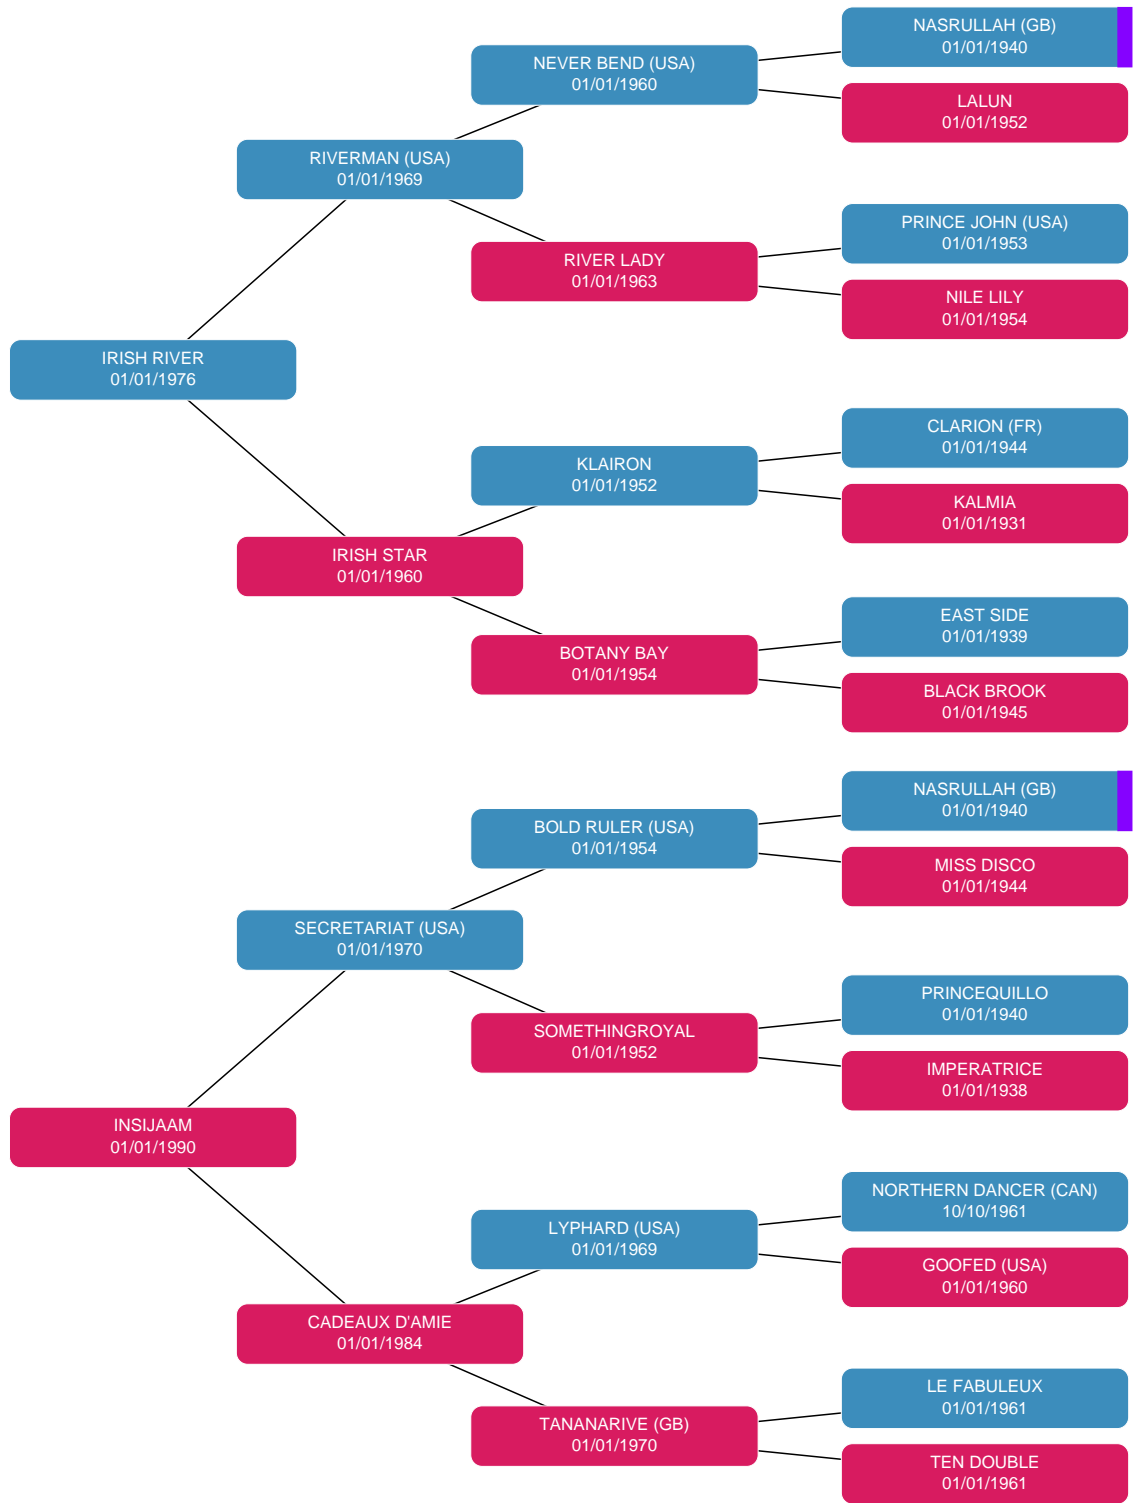 NASRULLAH (GB)
01/01/1940
NEVER BEND (USA)
01/01/1960
LALUN
01/01/1952
RIVERMAN (USA)
01/01/1969
PRINCE JOHN (USA)
01/01/1953
RIVER LADY
01/01/1963
NILE LILY
01/01/1954
IRISH RIVER
01/01/1976
CLARION (FR)
01/01/1944
KLAIRON
01/01/1952
KALMIA
01/01/1931
IRISH STAR
01/01/1960
EAST SIDE
01/01/1939
BOTANY BAY
01/01/1954
BLACK BROOK
01/01/1945
NASRULLAH (GB)
01/01/1940
BOLD RULER (USA)
01/01/1954
MISS DISCO
01/01/1944
SECRETARIAT (USA)
01/01/1970
PRINCEQUILLO
01/01/1940
SOMETHINGROYAL
01/01/1952
IMPERATRICE
01/01/1938
INSIJAAM
01/01/1990
NORTHERN DANCER (CAN)
10/10/1961
LYPHARD (USA)
01/01/1969
GOOFED (USA)
01/01/1960
CADEAUX D'AMIE
01/01/1984
LE FABULEUX
01/01/1961
TANANARIVE (GB)
01/01/1970
TEN DOUBLE
01/01/1961